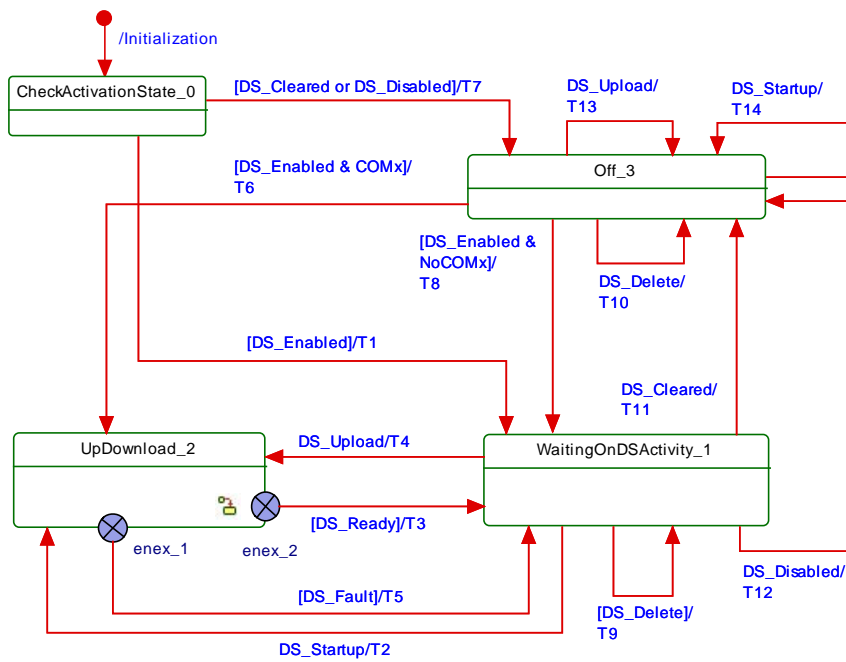 /Initialization
CheckActivationState_0
[DS_Cleared or DS_Disabled]/T7
DS_Upload/
T13
DS_Startup/
T14
[DS_Enabled & COMx]/
T6
Off_3
[DS_Enabled &
NoCOMx]/
T8
DS_Delete/
T10
[DS_Enabled]/T1
DS_Cleared/
T11
UpDownload_2
DS_Upload/T4
WaitingOnDSActivity_1
enex_1
enex_2
[DS_Ready]/T3
DS_Disabled/
T12
[DS_Fault]/T5
[DS_Delete]/
T9
DS_Startup/T2